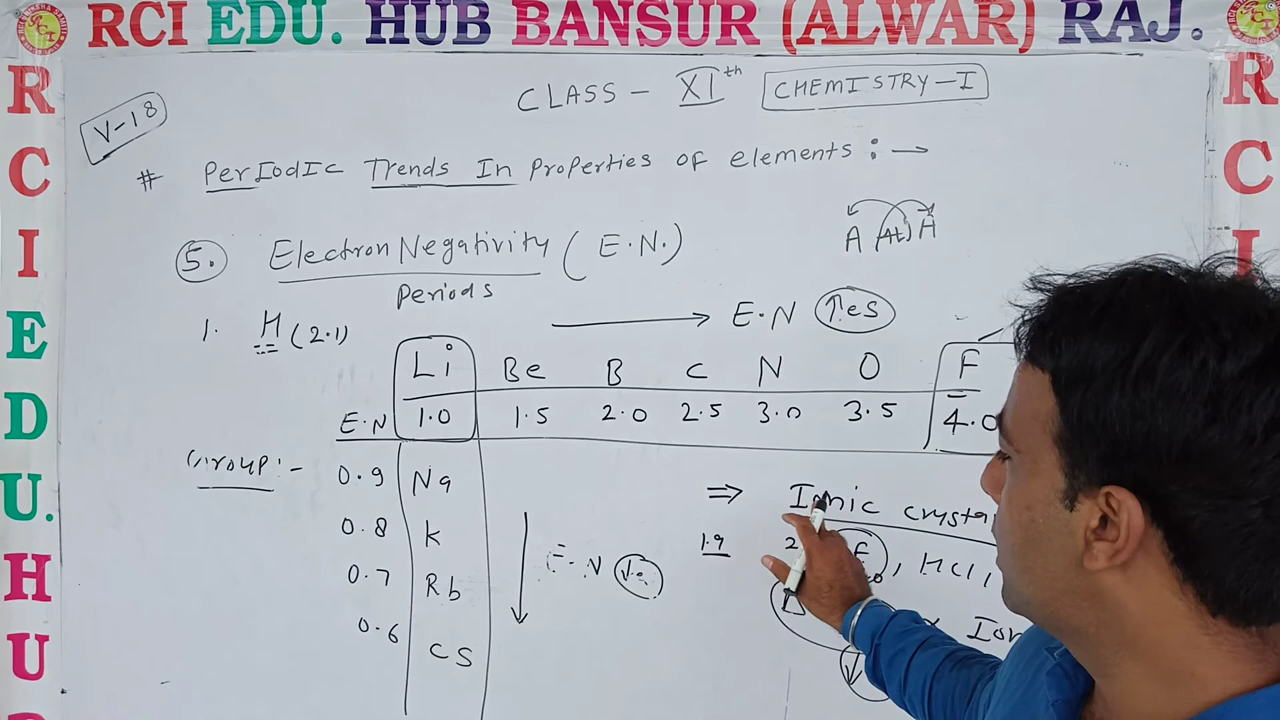 RCI EDU. HUB BANSUR (ALWAR) RAJ.
R
C
I
E
D
U.
H
U
R
C
I
CLASS - XIth CHEMISTRY-I
V-18
# PerIodIc Trends In Properties of elements : →
A (At) A
5. Electron Negativity ( E.N.)
Periods
1. H (2.1)
→ E.N ↑es
Li Be B C N O F
E.N 1.0 1.5 2.0 2.5 3.0 3.5 4.0
Group :-
0.9 Na
0.8 K
0.7 Rb
0.6 Cs
↓ E.N
⇒ Ionic crysta
1.9 2 F , HCl,
Ion